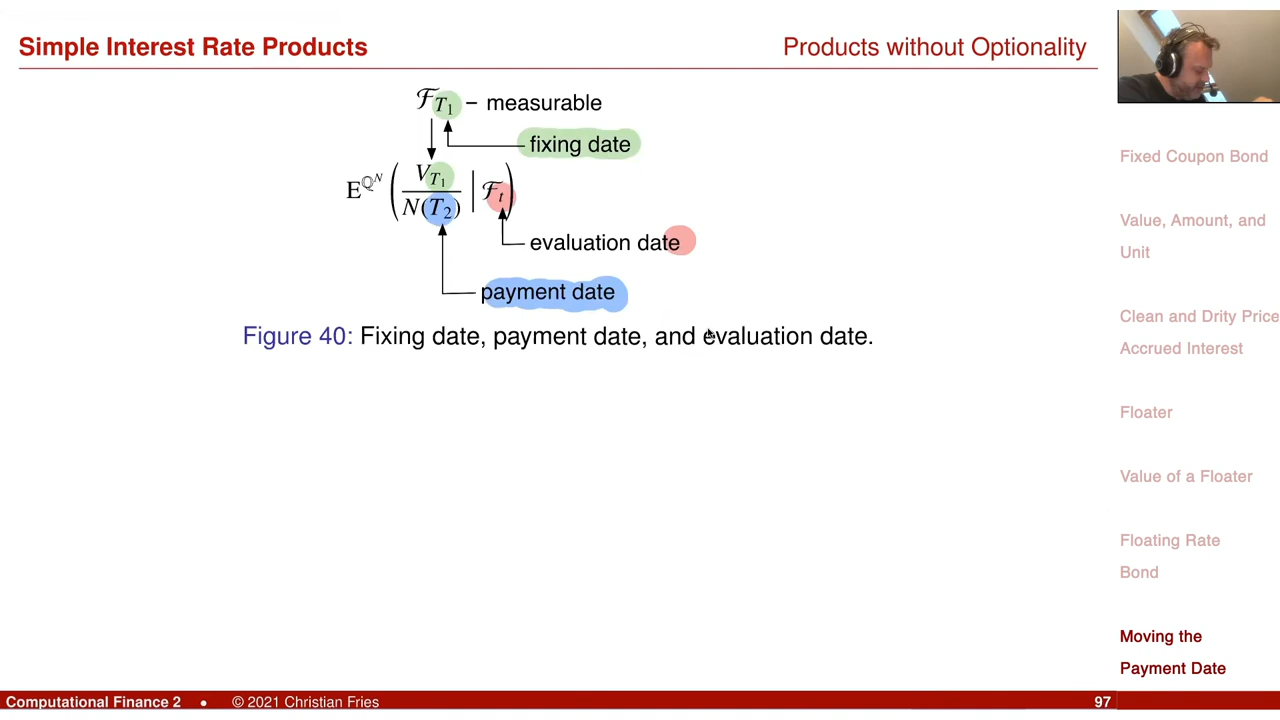 Simple Interest Rate Products
Products without Optionality
ℱ_T₁ – measurable
fixing date
E^ℚᴺ ( V_T₁ / N(T₂) | ℱ_t )
evaluation date
payment date
Figure 40: Fixing date, payment date, and evaluation date.
Fixed Coupon Bond
Value, Amount, and
Unit
Clean and Drity Price
Accrued Interest
Floater
Value of a Floater
Floating Rate
Bond
Moving the
Payment Date
Computational Finance 2 • © 2021 Christian Fries
97